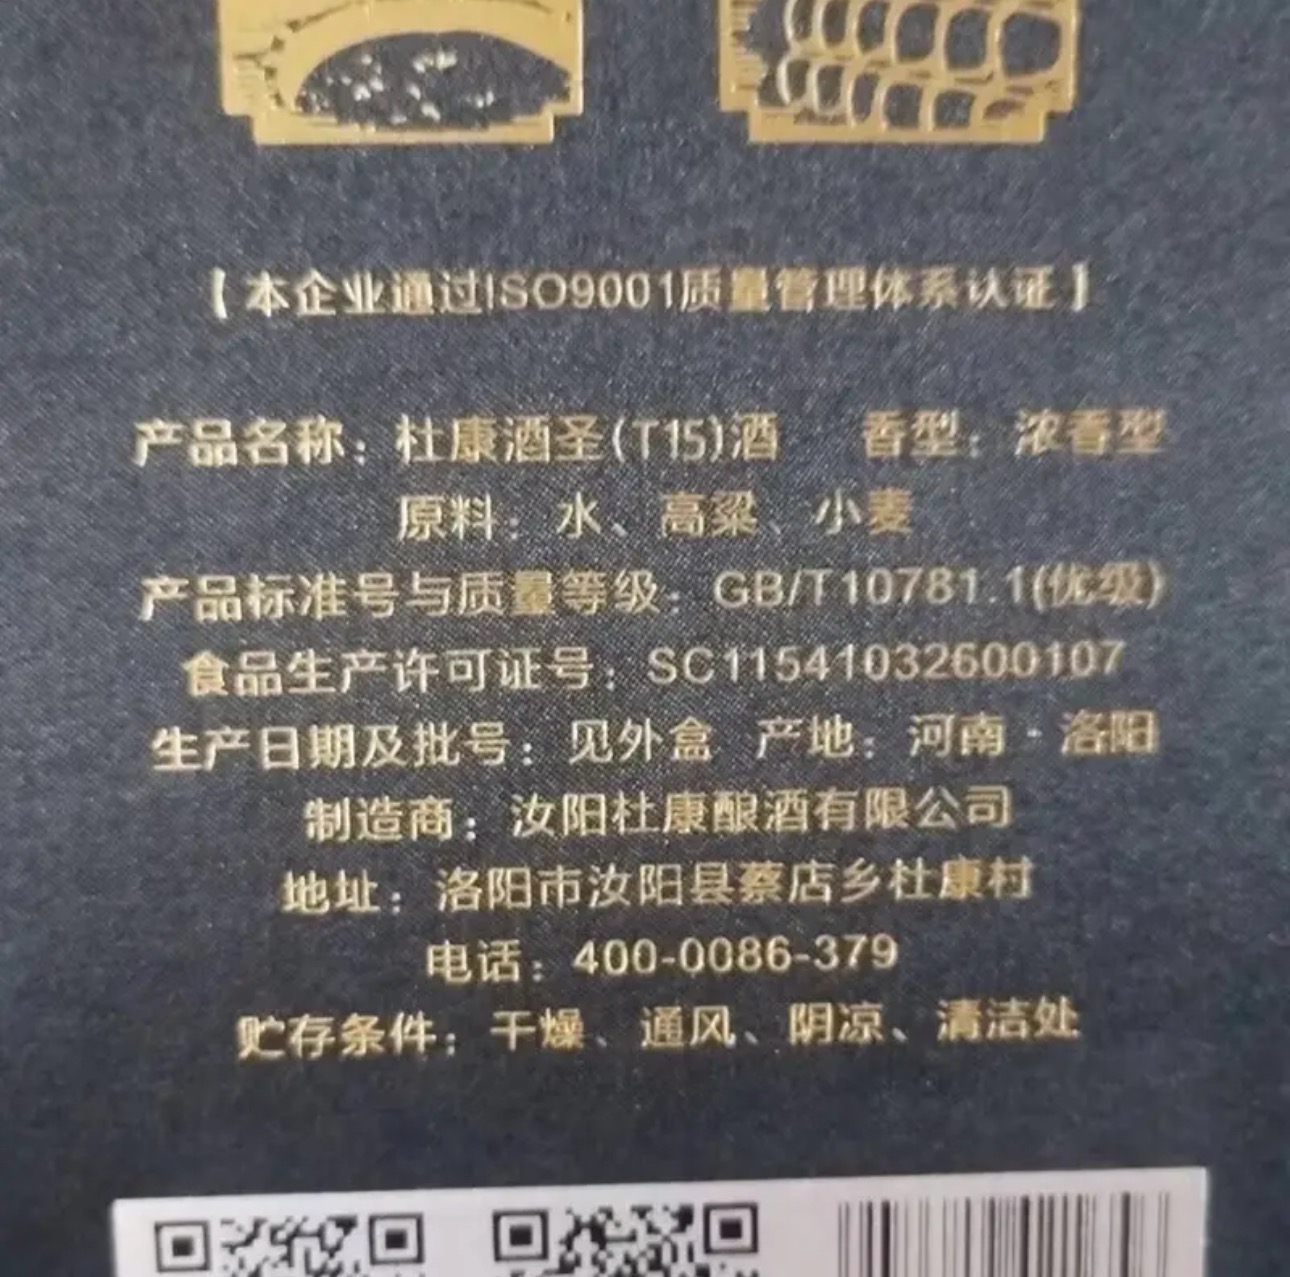 【本企业通过ISO9001质量管理体系认证】
产品名称：杜康酒圣(T15)酒 香型：浓香型
原料：水、高粱、小麦
产品标准号与质量等级：GB/T10781.1(优级)
食品生产许可证号：SC11541032600107
生产日期及批号：见外盒 产地：河南·洛阳
制造商：汝阳杜康酿酒有限公司
地址：洛阳市汝阳县蔡店乡杜康村
电话：400-0086-379
贮存条件：干燥、通风、阴凉、清洁处